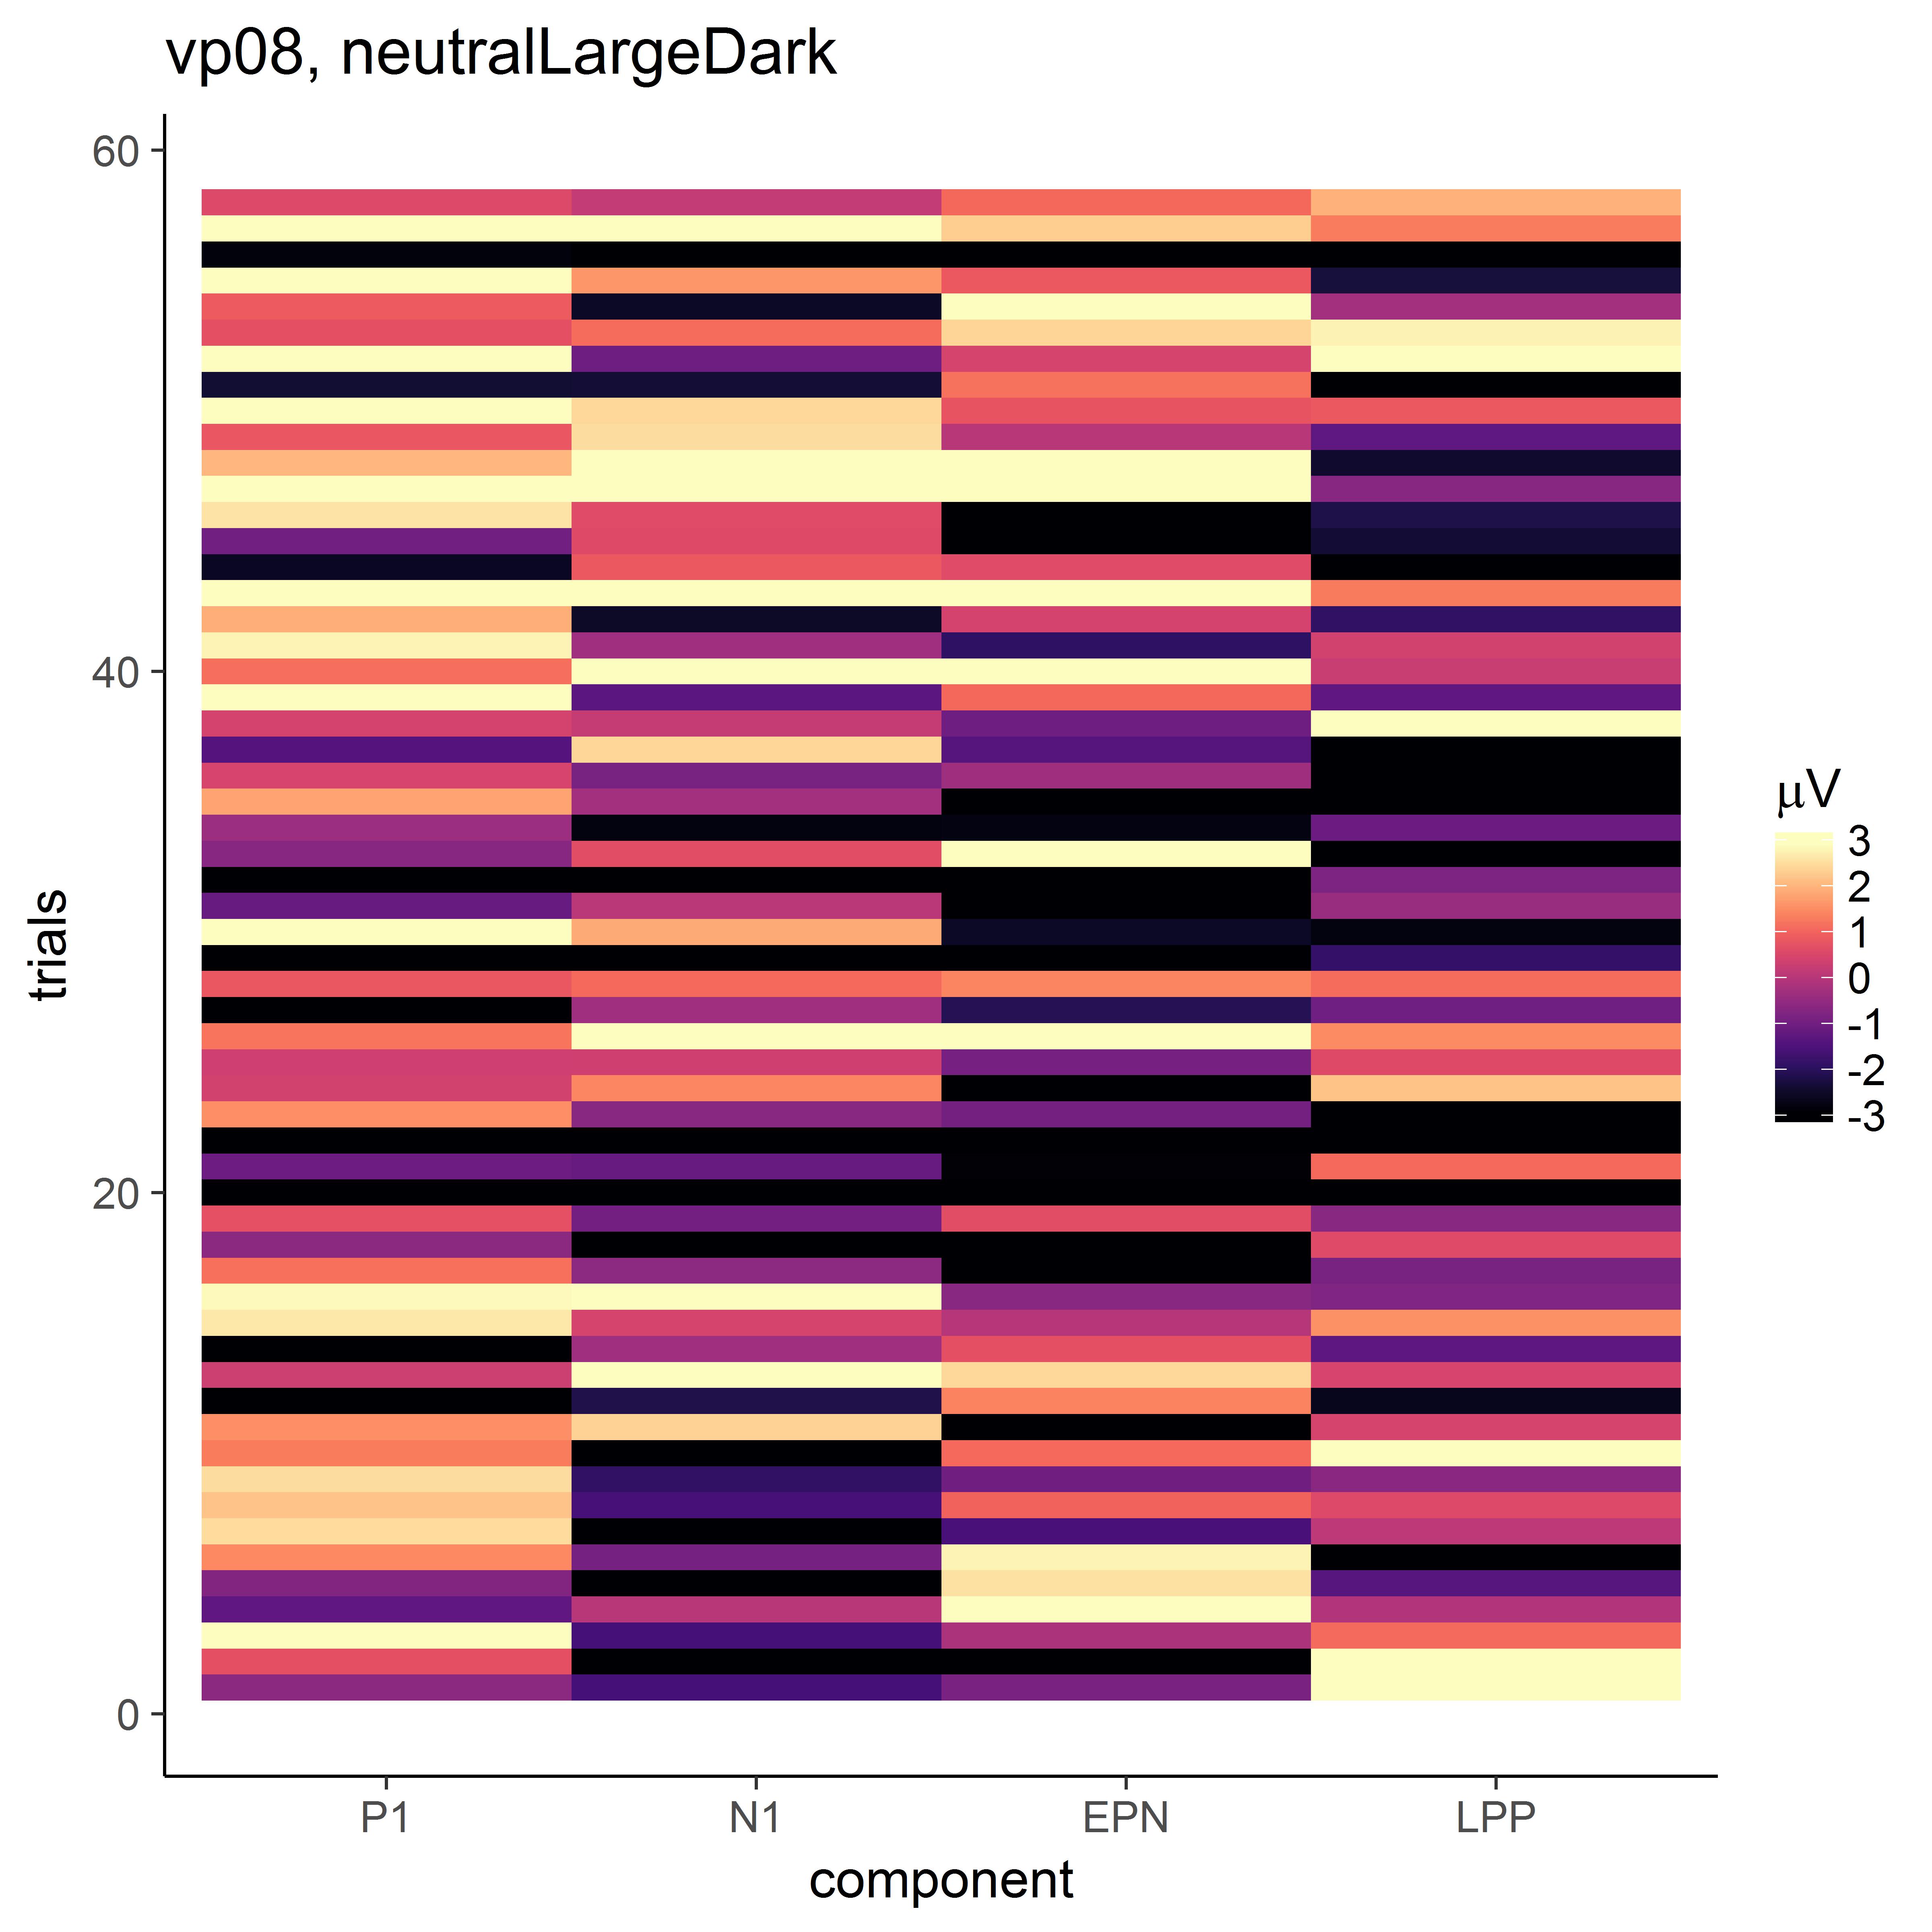 vp08, neutralLargeDark
60
40
20
0
trials
P1 N1 EPN LPP
component
μV
3
2
1
0
-1
-2
-3